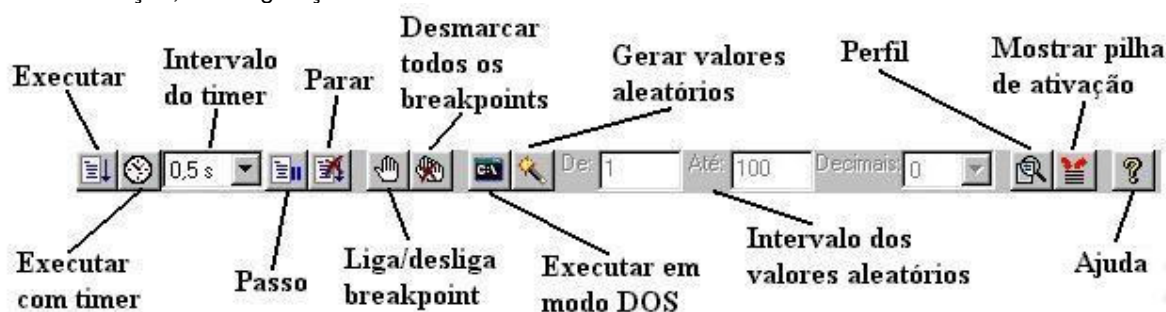 Executar
Intervalo
do timer
Parar
Desmarcar
todos os
breakpoints
Gerar valores
aleatórios
Perfil
Mostrar pilha
de ativação
0,5 s
De: 1
Até: 100
Decimais: 0
Executar
com timer
Passo
Liga/desliga
breakpoint
Executar em
modo DOS
Intervalo dos
valores aleatórios
Ajuda